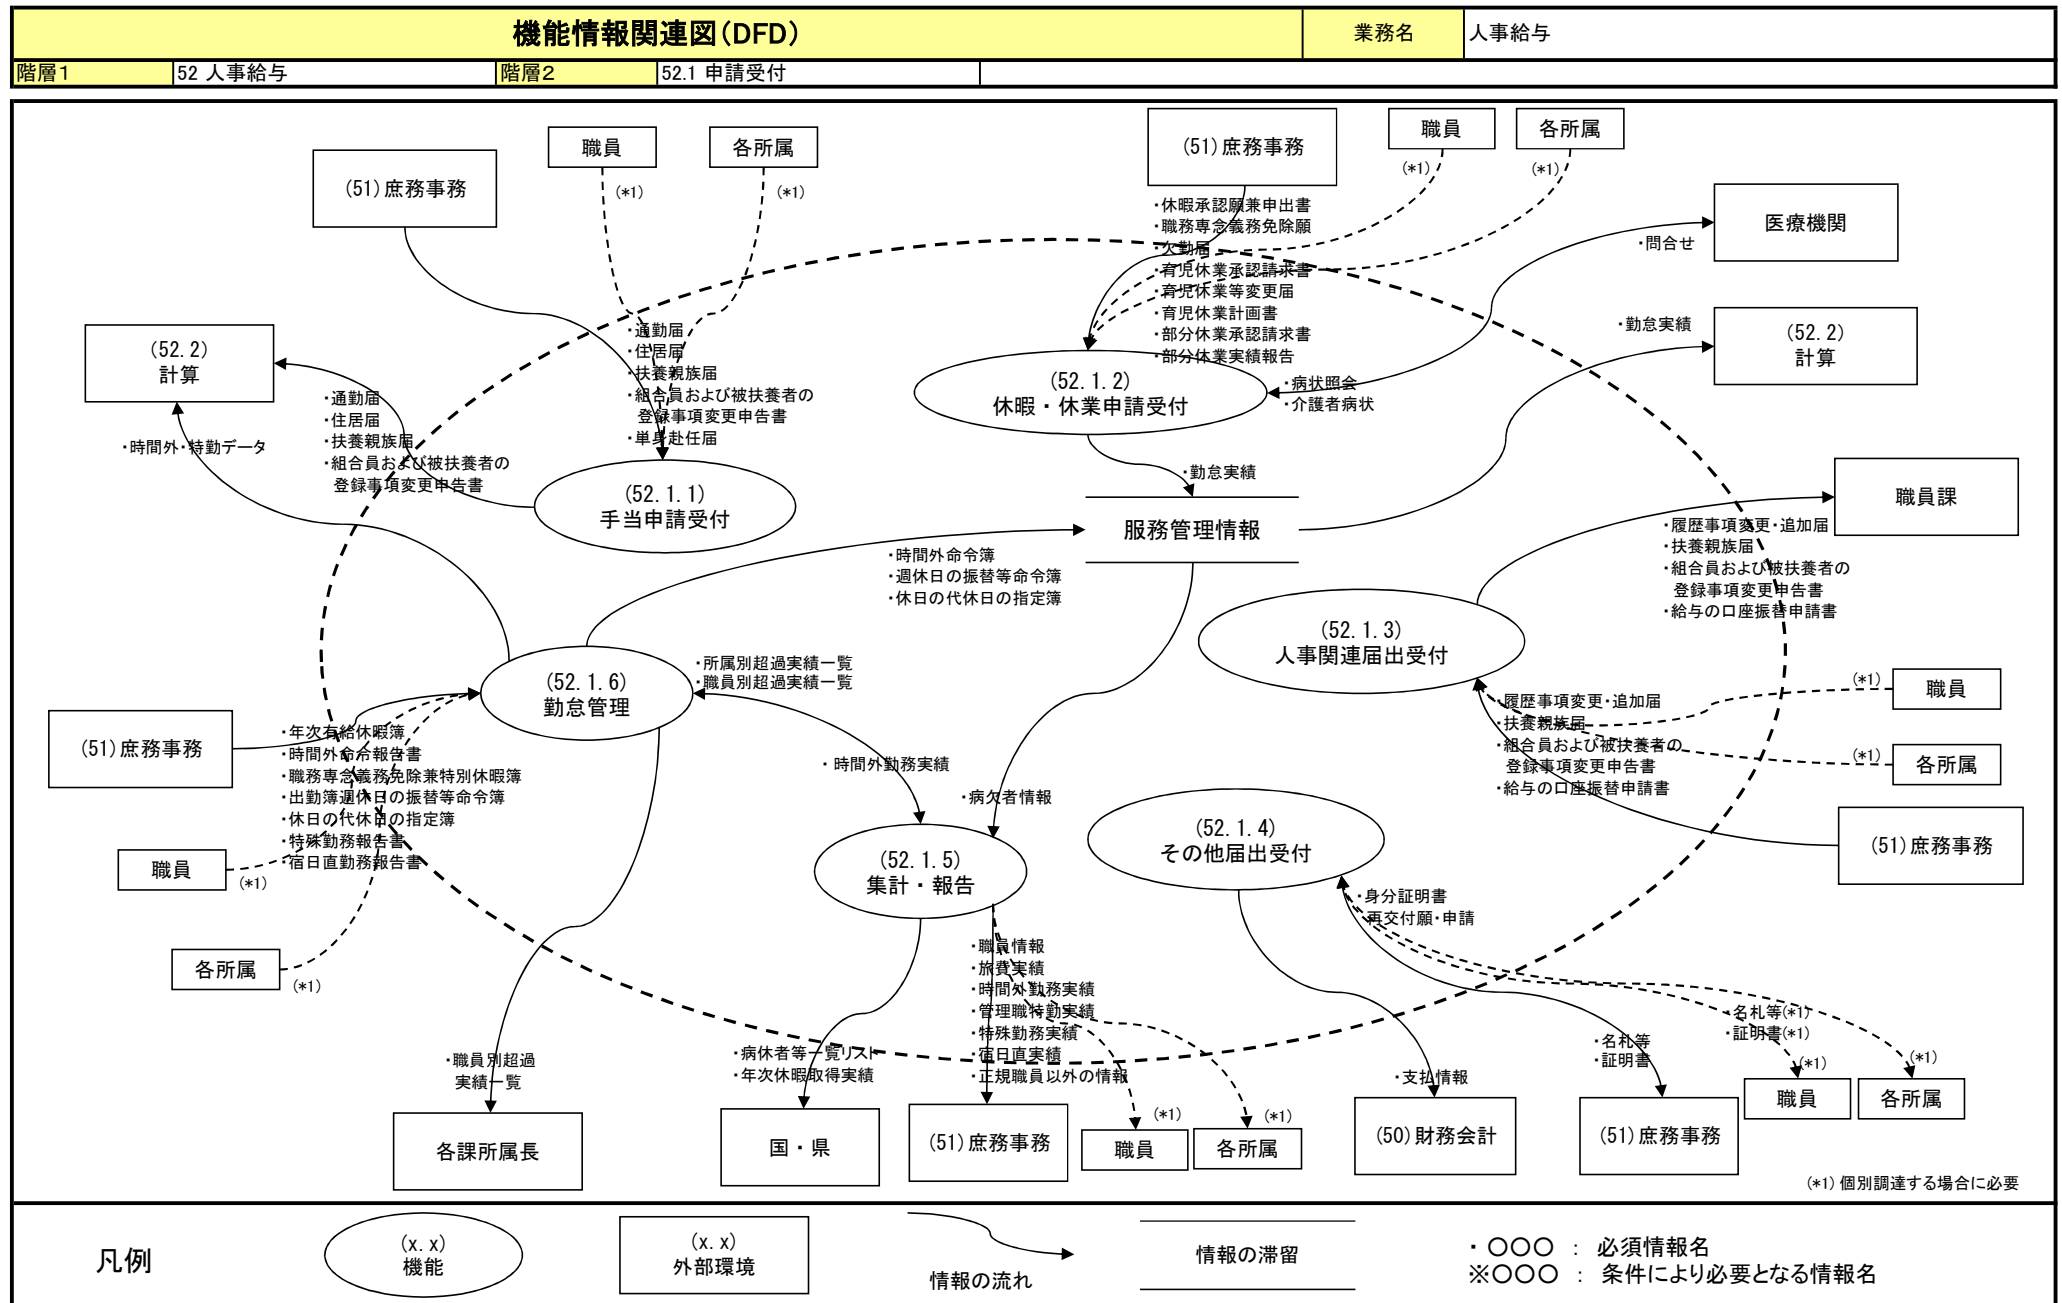 機能情報関連図(DFD)
業務名
人事給与
階層１
52 人事給与
階層２
52.1 申請受付
(51)庶務事務
職員
(*1)
各所属
(*1)
(51)庶務事務
職員
(*1)
各所属
(*1)
医療機関
・問合せ
・休暇承認願兼申出書
・職務専念義務免除願
・欠勤届
・育児休業承認請求書
・育児休業等変更届
・育児休業計画書
・部分休業承認請求書
・部分休業実績報告
(52.2)
計算
・通勤届
・住居届
・扶養親族届
・組合員および被扶養者の
登録事項変更申告書
・単身赴任届
・通勤届
・住居届
・扶養親族届
・組合員および被扶養者の
登録事項変更申告書
・時間外・特勤データ
(52.1.1)
手当申請受付
(52.1.2)
休暇・休業申請受付
・病状照会
・介護者病状
・勤怠実績
(52.2)
計算
・勤怠実績
服務管理情報
・時間外命令簿
・週休日の振替等命令簿
・休日の代休日の指定簿
職員課
・履歴事項変更・追加届
・扶養親族届
・組合員および被扶養者の
登録事項変更申告書
・給与の口座振替申請書
(52.1.3)
人事関連届出受付
(*1)
職員
・履歴事項変更・追加届
・扶養親族届
・組合員および被扶養者の
登録事項変更申告書
・給与の口座振替申請書
(*1)
各所属
(51)庶務事務
(52.1.6)
勤怠管理
・所属別超過実績一覧
・職員別超過実績一覧
(51)庶務事務
・年次有給休暇簿
・時間外命令報告書
・職務専念義務免除兼特別休暇簿
・出勤簿週休日の振替等命令簿
・休日の代休日の指定簿
・特殊勤務報告書
・宿日直勤務報告書
職員
(*1)
各所属
(*1)
・時間外勤務実績
・病欠者情報
(52.1.5)
集計・報告
(52.1.4)
その他届出受付
・身分証明書
再交付願・申請
・職員情報
・旅費実績
・時間外勤務実績
・管理職特勤実績
・特殊勤務実績
・宿日直実績
・正規職員以外の情報
・職員別超過
実績一覧
・病休者等一覧リスト
・年次休暇取得実績
・支払情報
・名札等
・証明書
・名札等(*1)
・証明書(*1)
(*1)
(*1)
職員
各所属
各課所属長
国・県
(51)庶務事務
(*1)
職員
(*1)
各所属
(50)財務会計
(51)庶務事務
(*1)個別調達する場合に必要
凡例
(x.x)
機能
(x.x)
外部環境
情報の流れ
情報の滞留
・ 〇〇〇 ： 必須情報名
※〇〇〇 ： 条件により必要となる情報名